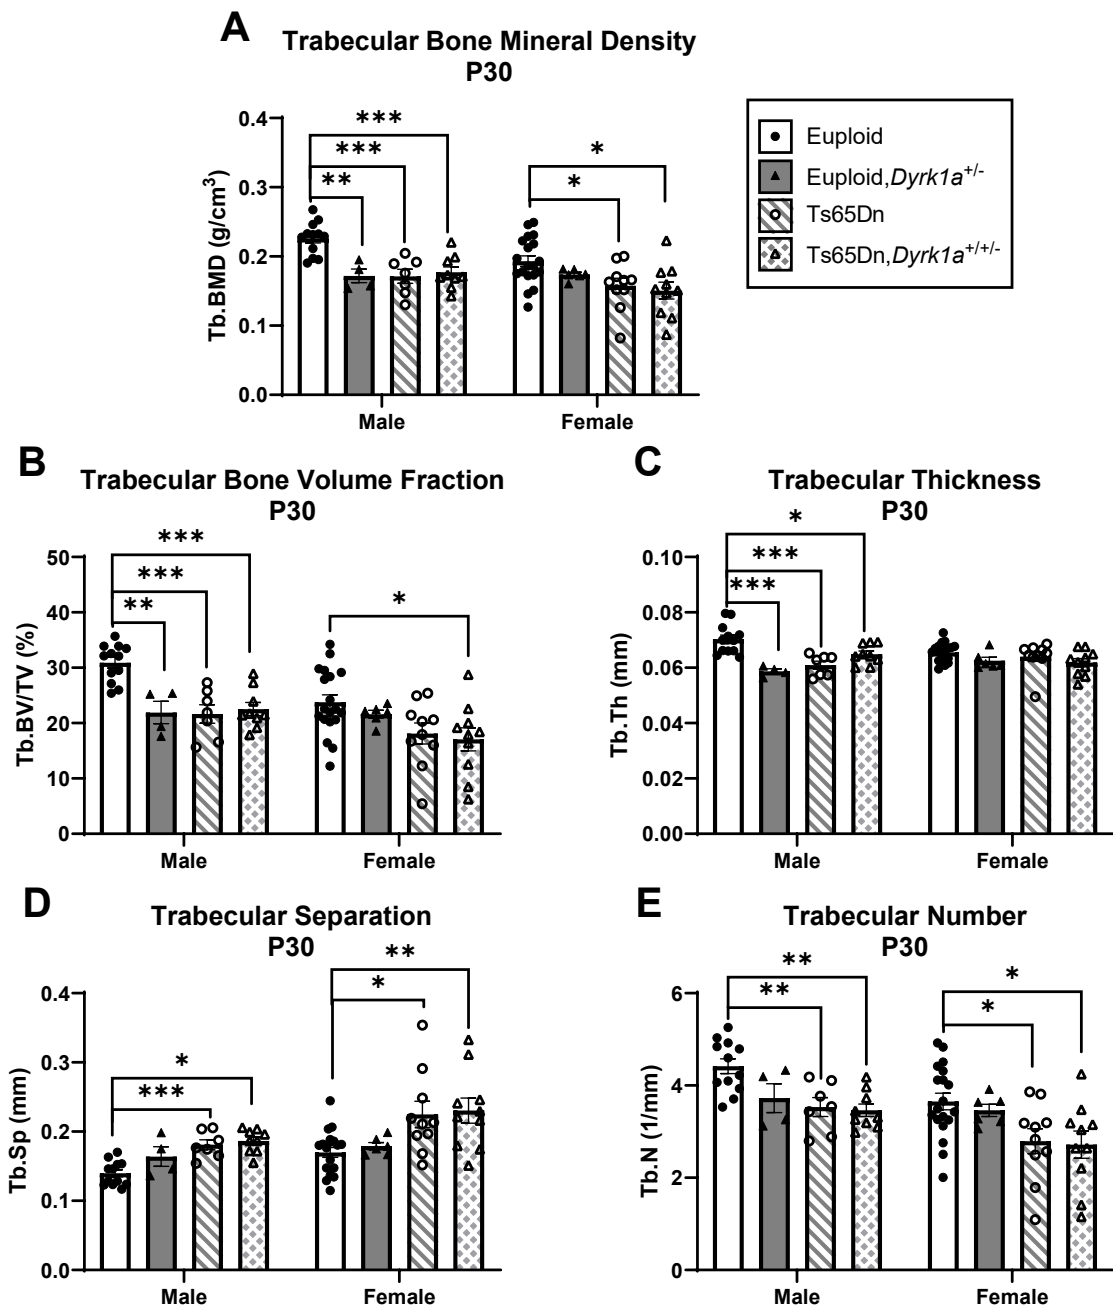 A
Trabecular Bone Mineral Density
P30
Tb.BMD (g/cm³)
0.4
0.3
0.2
0.1
0.0
***
***
**
*
*
Male
Female
Euploid
Euploid,Dyrk1a+/-
Ts65Dn
Ts65Dn,Dyrk1a+/+/-
B
Trabecular Bone Volume Fraction
P30
Tb.BV/TV (%)
50
40
30
20
10
0
***
***
**
*
Male
Female
C
Trabecular Thickness
P30
Tb.Th (mm)
0.10
0.08
0.06
0.04
0.02
0.00
*
***
***
Male
Female
D
Trabecular Separation
P30
Tb.Sp (mm)
0.4
0.3
0.2
0.1
0.0
*
***
**
*
Male
Female
E
Trabecular Number
P30
Tb.N (1/mm)
6
4
2
0
**
**
*
*
Male
Female